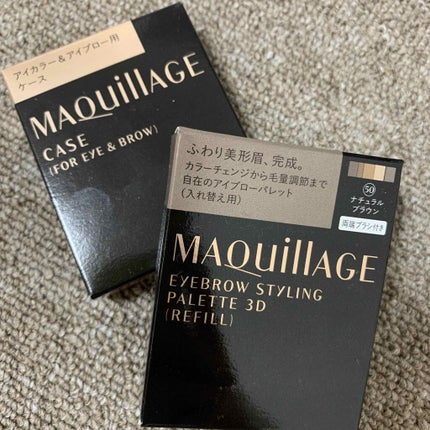 アイカラー&アイブロー用
ケース
MAQuillAGE
CASE
(FOR EYE & BROW)
ふわり美形眉、完成。
カラーチェンジから毛量調節まで
自在のアイブローパレット
(入れ替え用)
50
ナチュラル
ブラウン
両端ブラシ付き
MAQuillAGE
EYEBROW STYLING
PALETTE 3D
(REFILL)